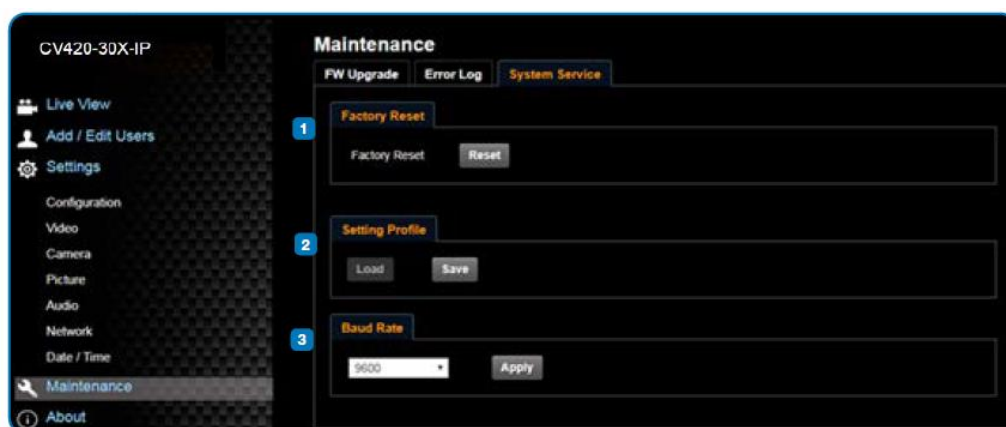 CV420-30X-IP
Live View
Add / Edit Users
Settings
Configuration
Video
Camera
Picture
Audio
Network
Date / Time
Maintenance
About
Maintenance
FW Upgrade Error Log System Service
1
Factory Reset
Factory Reset Reset
2
Setting Profile
Load Save
3
Baud Rate
9600 Apply